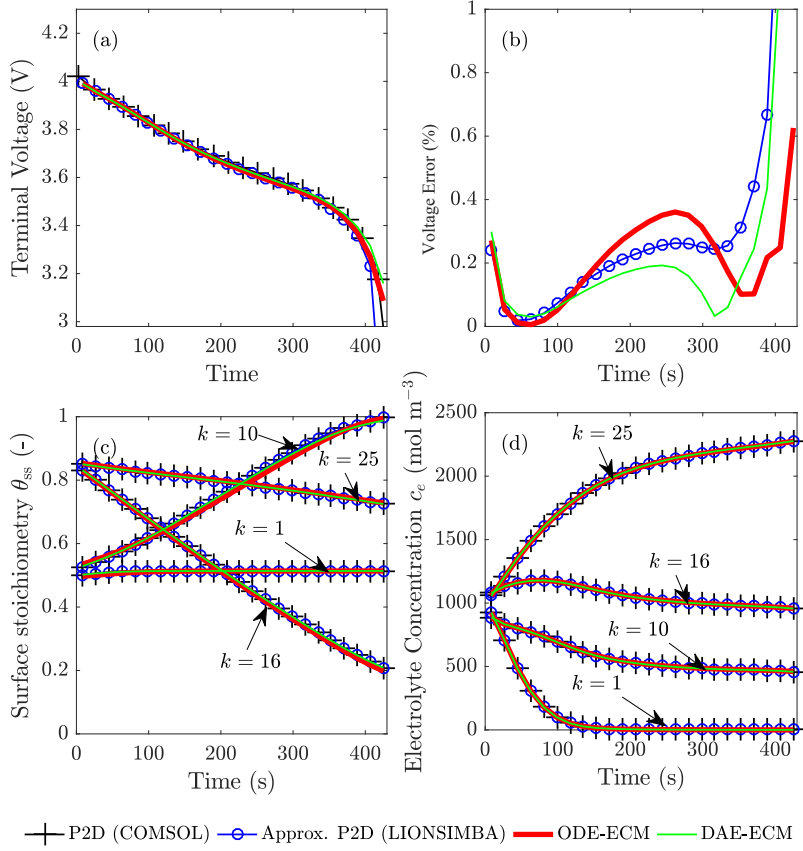 (a)
Terminal Voltage (V)
4.2
4
3.8
3.6
3.4
3.2
3
0 100 200 300 400
Time
(b)
Voltage Error (%)
1
0.8
0.6
0.4
0.2
0
0 100 200 300 400
Time (s)
(c)
Surface stoichiometry θss (-)
1
0.8
0.6
0.4
0.2
0
k = 10
k = 25
k = 1
k = 16
0 100 200 300 400
Time (s)
(d)
Electrolyte Concentration ce (mol m−3)
2500
2000
1500
1000
500
0
k = 25
k = 16
k = 10
k = 1
0 100 200 300 400
Time (s)
P2D (COMSOL) Approx. P2D (LIONSIMBA) ODE-ECM DAE-ECM